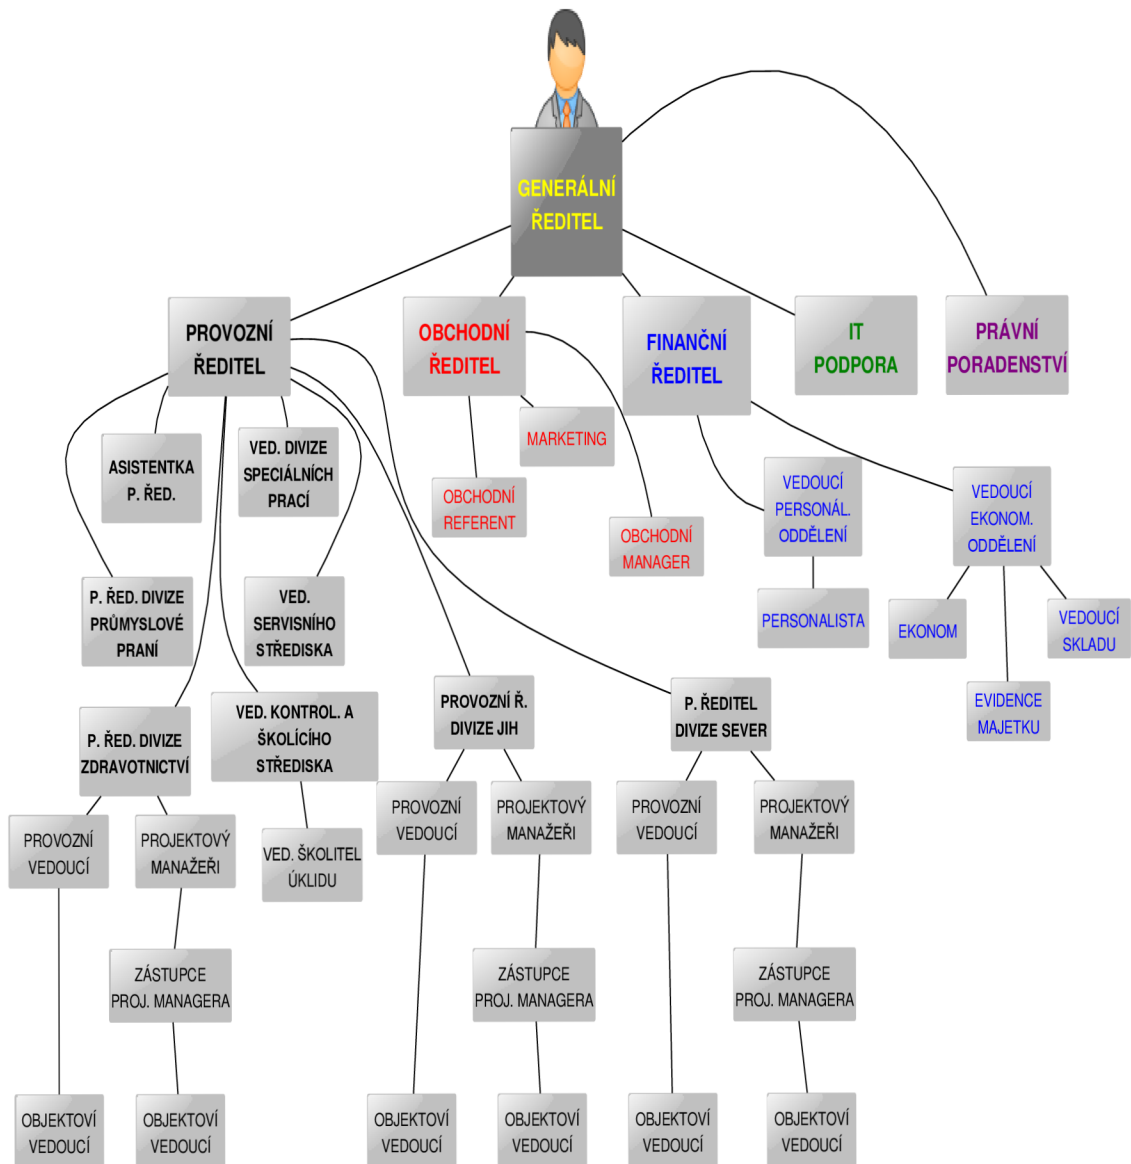 GENERÁLNÍ
ŘEDITEL
PROVOZNÍ
ŘEDITEL
OBCHODNÍ
ŘEDITEL
FINANČNÍ
ŘEDITEL
IT
PODPORA
PRÁVNÍ
PORADENSTVÍ
ASISTENTKA
P. ŘED.
VED. DIVIZE
SPECIÁLNÍCH
PRACÍ
MARKETING
OBCHODNÍ
REFERENT
OBCHODNÍ
MANAGER
VEDOUCÍ
PERSONÁL.
ODDĚLENÍ
VEDOUCÍ
EKONOM.
ODDĚLENÍ
P. ŘED. DIVIZE
PRŮMYSLOVÉ
PRANÍ
VED.
SERVISNÍHO
STŘEDISKA
PERSONALISTA
EKONOM
VEDOUCÍ
SKLADU
EVIDENCE
MAJETKU
P. ŘED. DIVIZE
ZDRAVOTNICTVÍ
VED. KONTROL. A
ŠKOLÍCÍHO
STŘEDISKA
PROVOZNÍ Ř.
DIVIZE JIH
P. ŘEDITEL
DIVIZE SEVER
PROVOZNÍ
VEDOUCÍ
PROJEKTOVÝ
MANAŽEŘI
VED. ŠKOLITEL
ÚKLIDU
PROVOZNÍ
VEDOUCÍ
PROJEKTOVÝ
MANAŽEŘI
PROVOZNÍ
VEDOUCÍ
PROJEKTOVÝ
MANAŽEŘI
ZÁSTUPCE
PROJ. MANAGERA
ZÁSTUPCE
PROJ. MANAGERA
ZÁSTUPCE
PROJ. MANAGERA
OBJEKTOVÍ
VEDOUCÍ
OBJEKTOVÍ
VEDOUCÍ
OBJEKTOVÍ
VEDOUCÍ
OBJEKTOVÍ
VEDOUCÍ
OBJEKTOVÍ
VEDOUCÍ
OBJEKTOVÍ
VEDOUCÍ